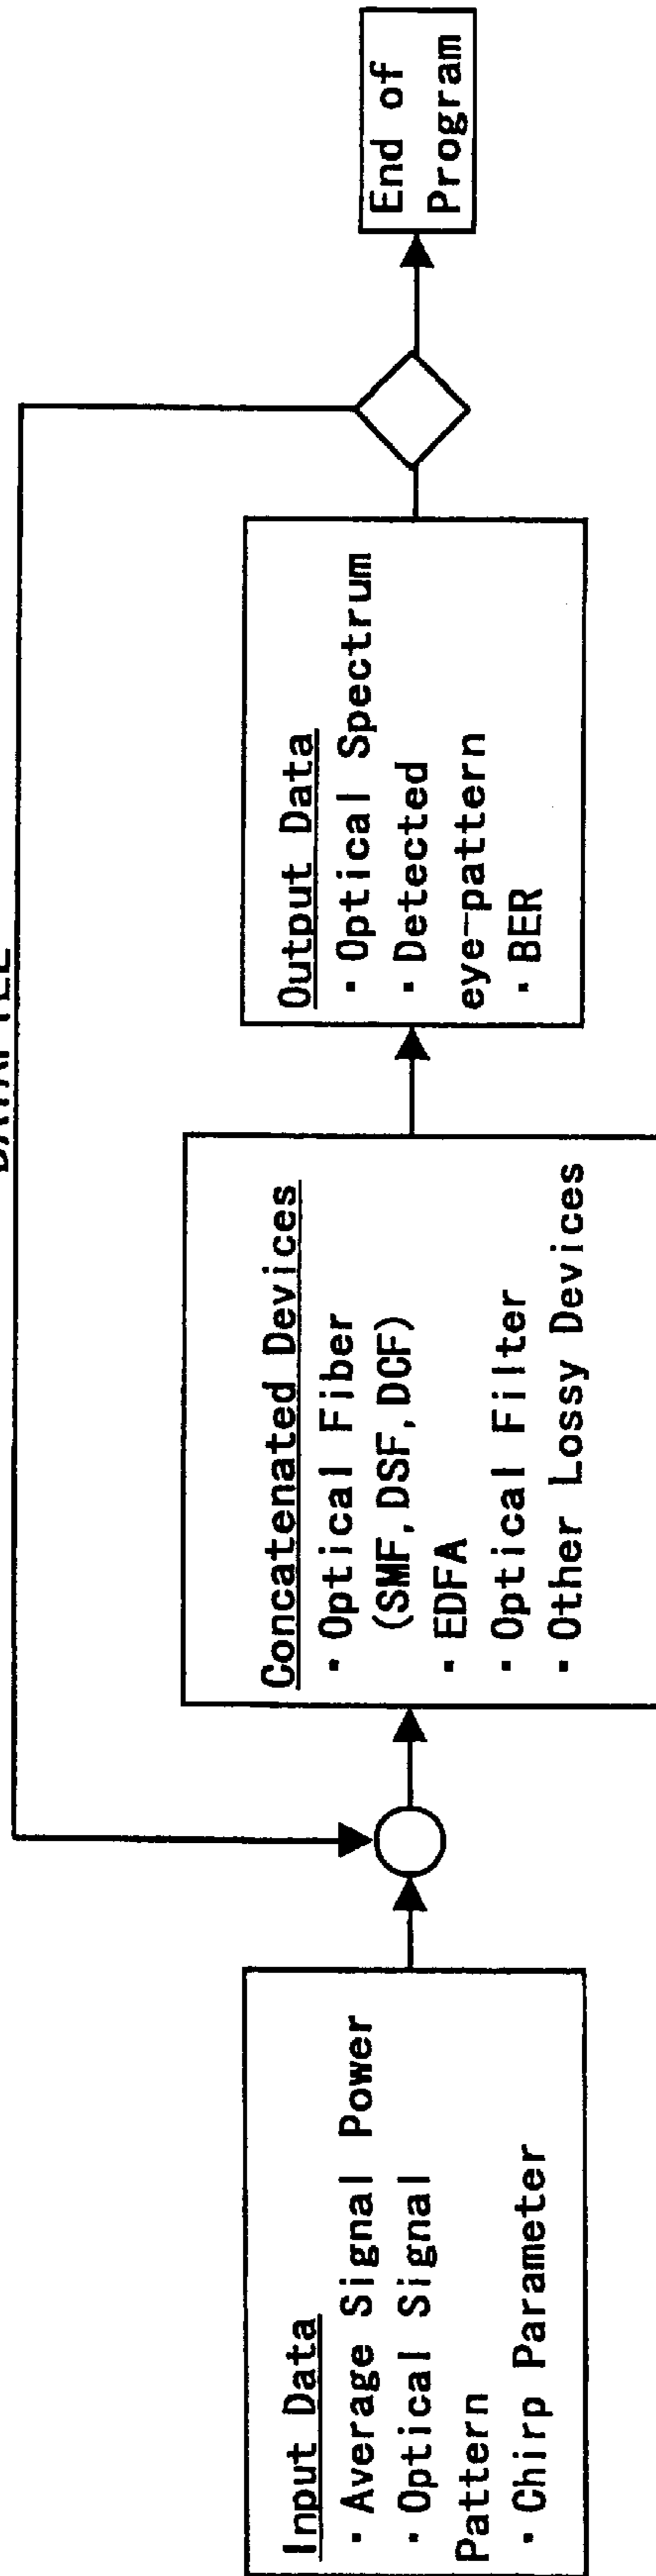 Input Data
· Average Signal Power
· Optical Signal
Pattern
· Chirp Parameter
Concatenated Devices
· Optical Fiber
(SMF, DSF, DCF)
· EDFA
· Optical Filter
· Other Lossy Devices
Output Data
· Optical Spectrum
· Detected
eye-pattern
· BER
End of
Program